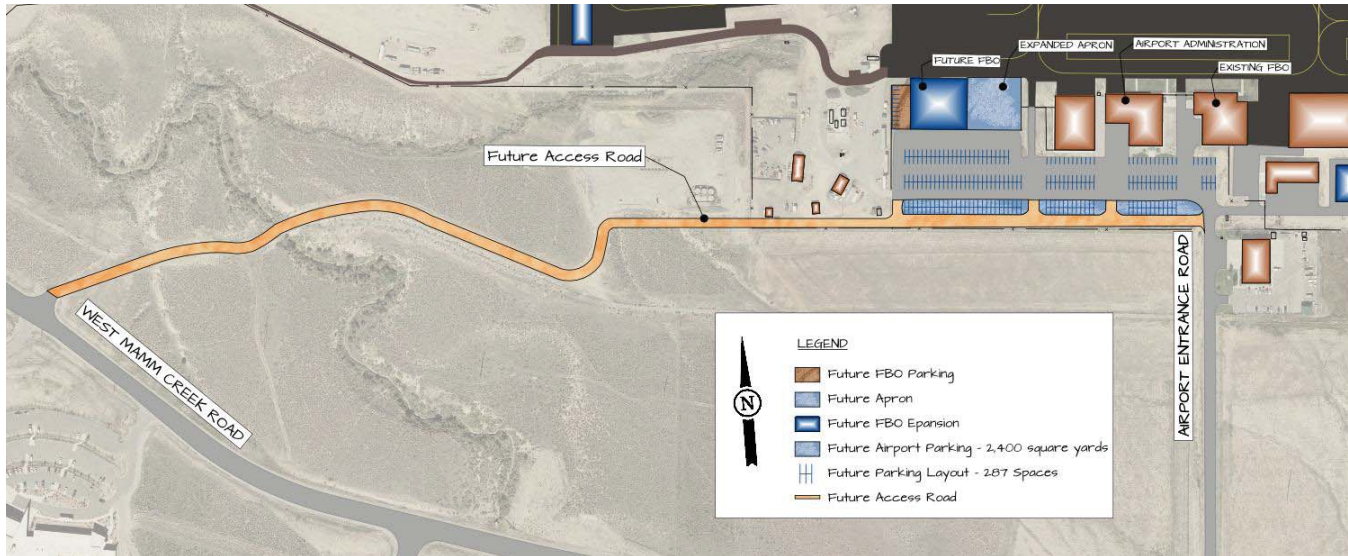 EXPANDED APRON
AIRPORT ADMINISTRATION
FUTURE FBO
EXISTING FBO
Future Access Road
WEST MAMM CREEK ROAD
AIRPORT ENTRANCE ROAD
LEGEND
Future FBO Parking
Future Apron
N
Future FBO Epansion
Future Airport Parking - 2,400 square yards
Future Parking Layout - 287 Spaces
Future Access Road